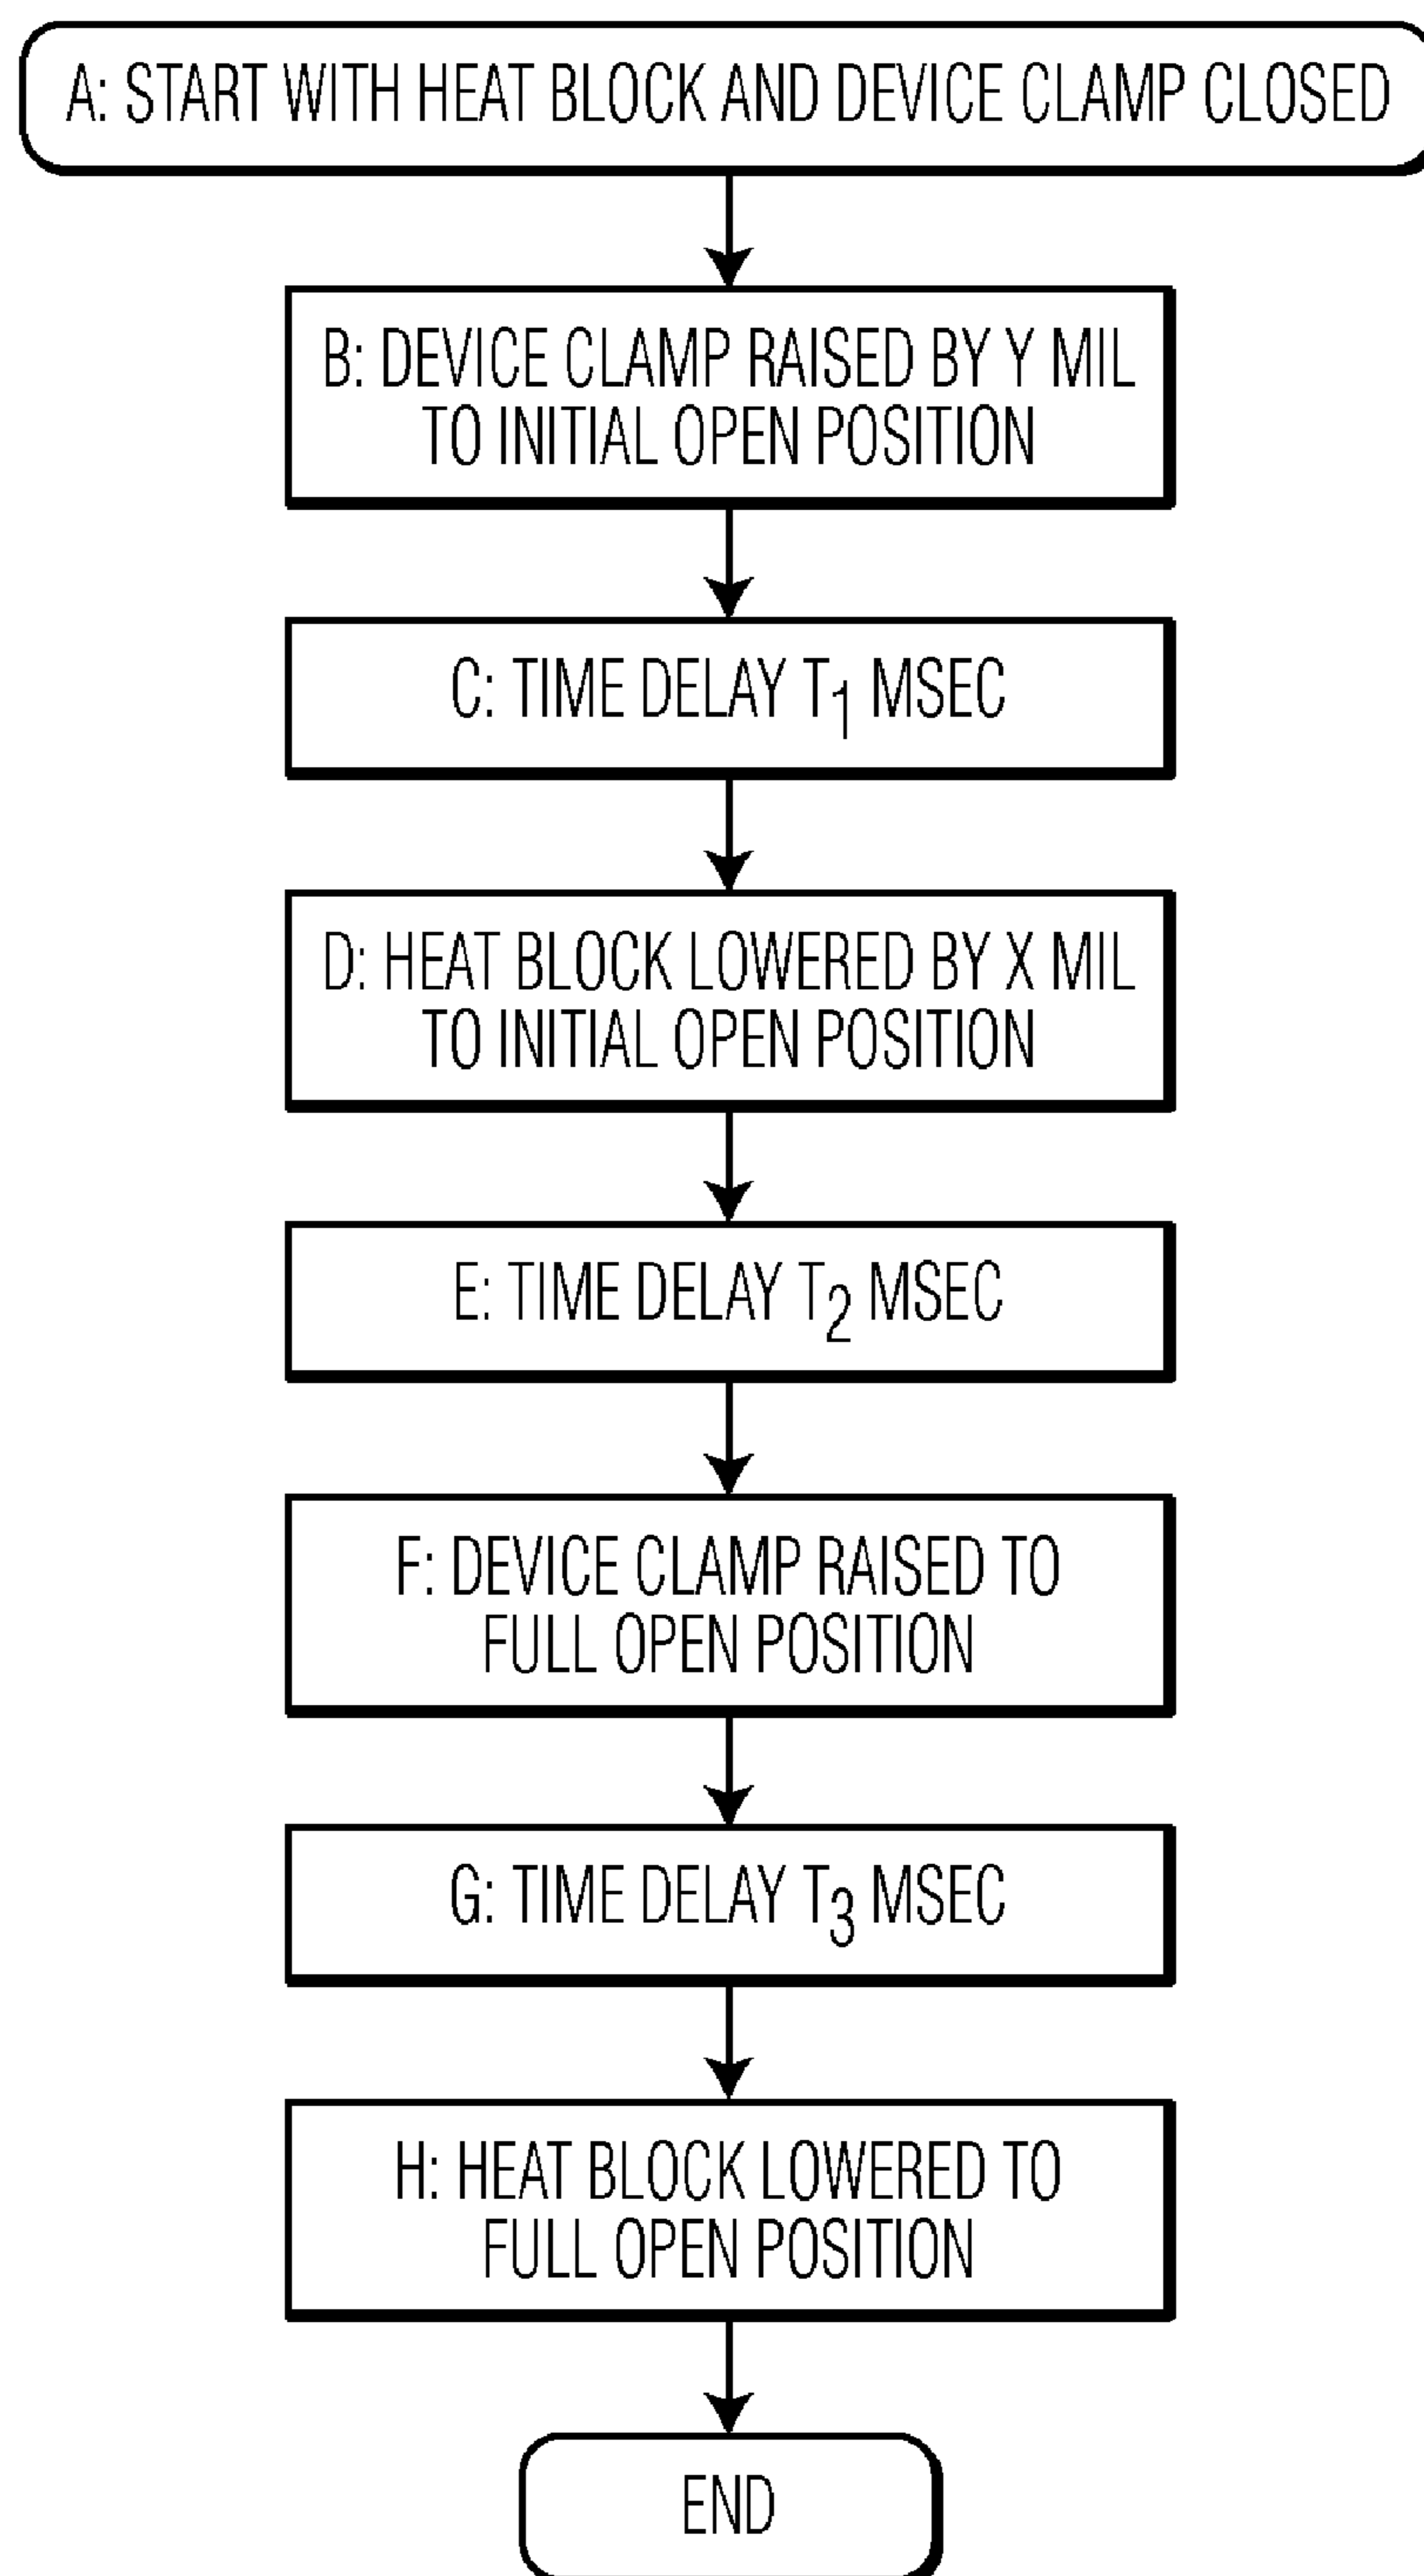 A: START WITH HEAT BLOCK AND DEVICE CLAMP CLOSED
B: DEVICE CLAMP RAISED BY Y MIL
TO INITIAL OPEN POSITION
C: TIME DELAY T1 MSEC
D: HEAT BLOCK LOWERED BY X MIL
TO INITIAL OPEN POSITION
E: TIME DELAY T2 MSEC
F: DEVICE CLAMP RAISED TO
FULL OPEN POSITION
G: TIME DELAY T3 MSEC
H: HEAT BLOCK LOWERED TO
FULL OPEN POSITION
END